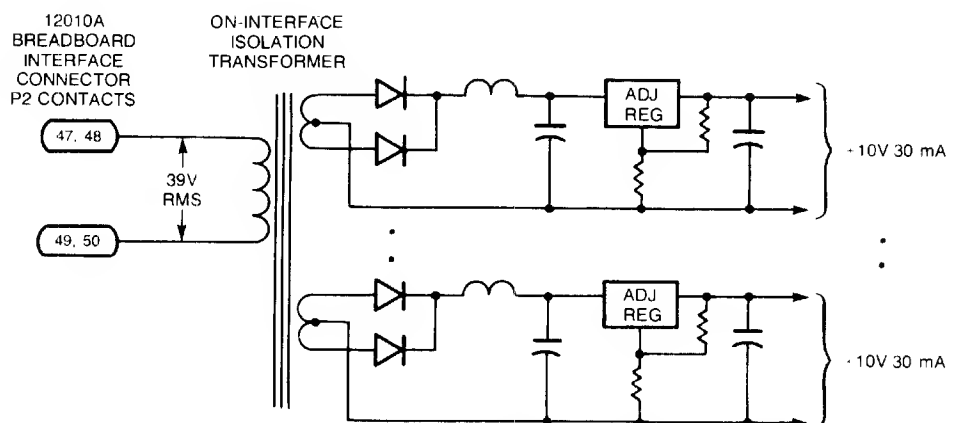 12010A
BREADBOARD
INTERFACE
CONNECTOR
P2 CONTACTS
ON-INTERFACE
ISOLATION
TRANSFORMER
47, 48
39V
RMS
49, 50
ADJ
REG
+10V 30 mA
ADJ
REG
+10V 30 mA